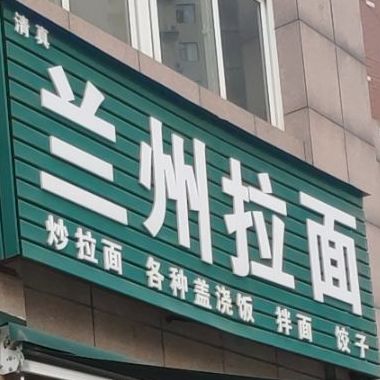 清真
兰州拉面
炒拉面 各种盖浇饭 拌面 饺子